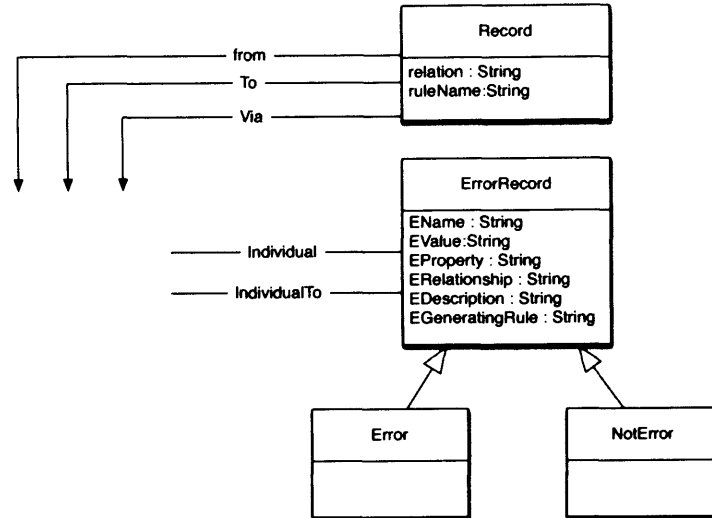 Record
from
relation : String
To
ruleName:String
Via
ErrorRecord
EName : String
EValue:String
Individual
EProperty : String
ERelationship : String
IndividualTo
EDescription : String
EGeneratingRule : String
Error
NotError